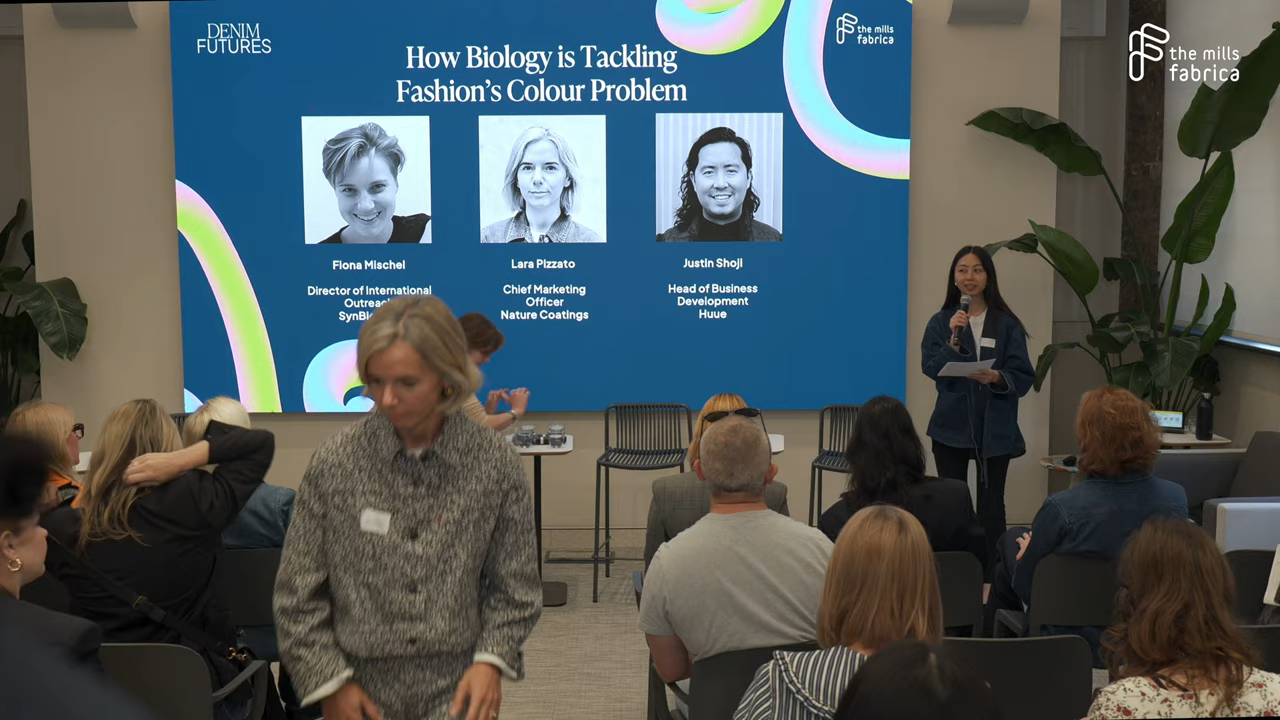 DENIM
FUTURES
the mills
fabrica
the mills
fabrica
How Biology is Tackling
Fashion's Colour Problem
Fiona Mischel
Director of International
Outreach
Lara Pizzato
Chief Marketing
Officer
Nature Coatings
Justin Shoji
Head of Business
Development
Huue